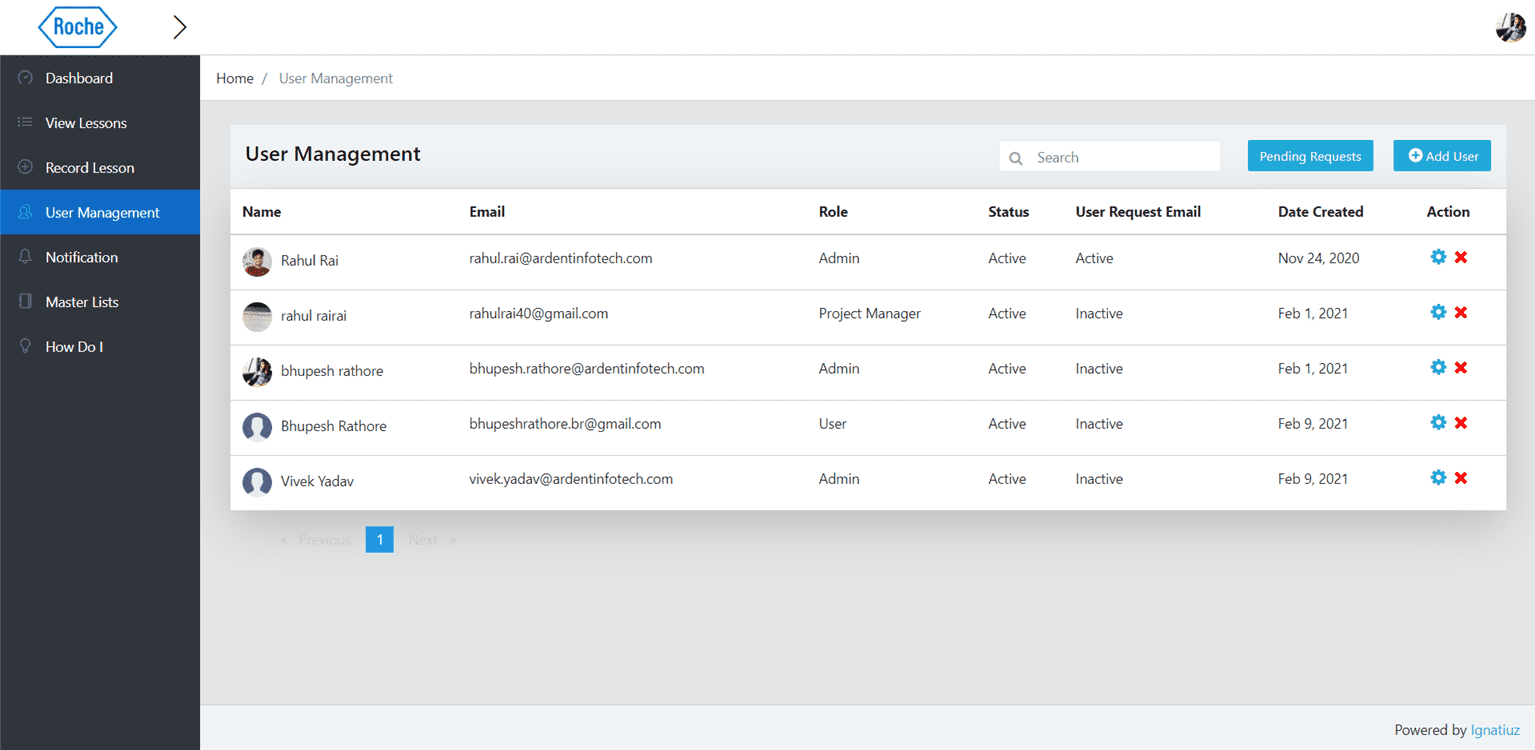 Roche
Dashboard
View Lessons
Record Lesson
User Management
Notification
Master Lists
How Do I
Home / User Management
User Management
Search
Pending Requests
Add User
Name Email Role Status User Request Email Date Created Action
Rahul Rai rahul.rai@ardentinfotech.com Admin Active Active Nov 24, 2020
rahul rairai rahulrai40@gmail.com Project Manager Active Inactive Feb 1, 2021
bhupesh rathore bhupesh.rathore@ardentinfotech.com Admin Active Inactive Feb 1, 2021
Bhupesh Rathore bhupeshrathore.br@gmail.com User Active Inactive Feb 9, 2021
Vivek Yadav vivek.yadav@ardentinfotech.com Admin Active Inactive Feb 9, 2021
« Previous 1 Next »
Powered by Ignatiuz